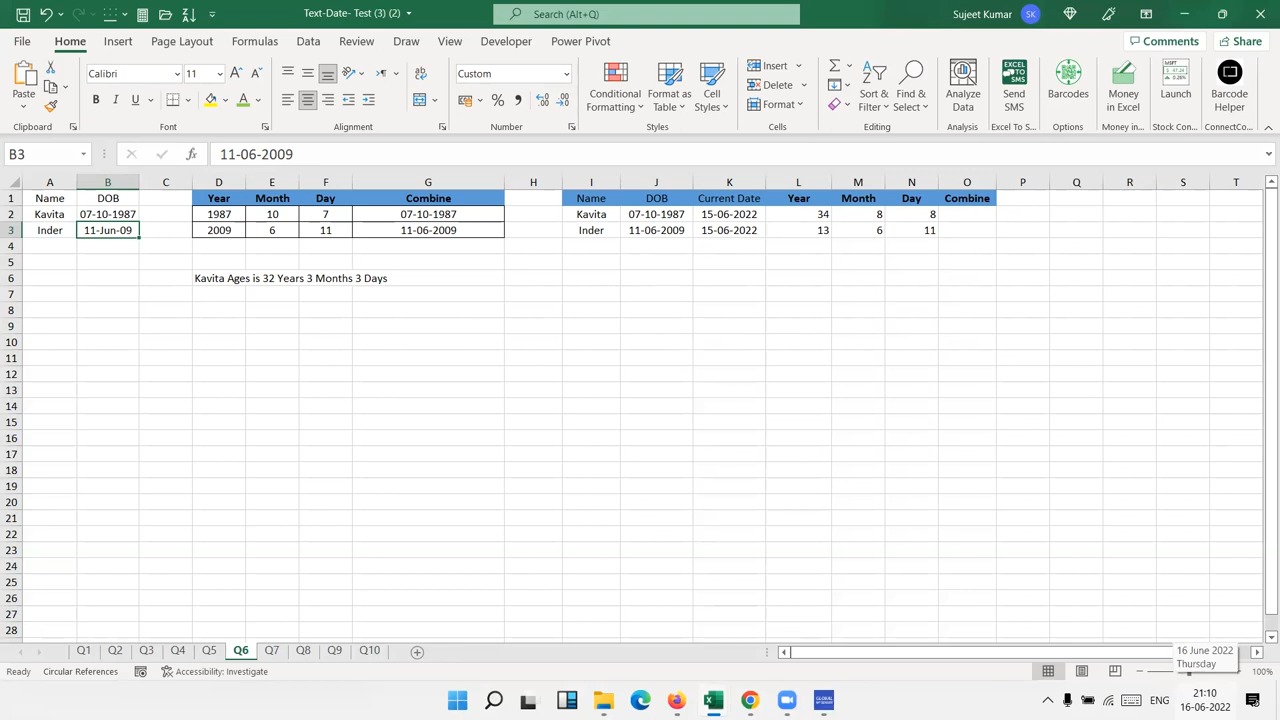 Text-Date- Test (3) (2)
Search (Alt+Q)
Sujeet Kumar SK
File Home Insert Page Layout Formulas Data Review View Draw Developer Power Pivot Comments Share
Paste Calibri 11 Custom Insert
B I U Delete
Format
Conditional Formatting
Format as Table
Cell Styles
Sort & Filter
Find & Select
Analyze Data
Send SMS
Barcodes
Money in Excel
Launch
Barcode Helper
Clipboard Font Alignment Number Styles Cells Editing Analysis Excel To S... Options Money in... Stock Con... ConnectCo...
B3 fx 11-06-2009
A B C D E F G H I J K L M N O P Q R S T
1 Name DOB Year Month Day Combine Name DOB Current Date Year Month Day Combine
2 Kavita 07-10-1987 1987 10 7 07-10-1987 Kavita 07-10-1987 15-06-2022 34 8 8
3 Inder 11-Jun-09 2009 6 11 11-06-2009 Inder 11-06-2009 15-06-2022 13 6 11
4
5
6 Kavita Ages is 32 Years 3 Months 3 Days
7
8
9
10
11
12
13
14
15
16
17
18
19
20
21
22
23
24
25
26
27
28
Q1 Q2 Q3 Q4 Q5 Q6 Q7 Q8 Q9 Q10
16 June 2022
Thursday
Ready Circular References Accessibility: Investigate 100%
ENG 21:10
16-06-2022